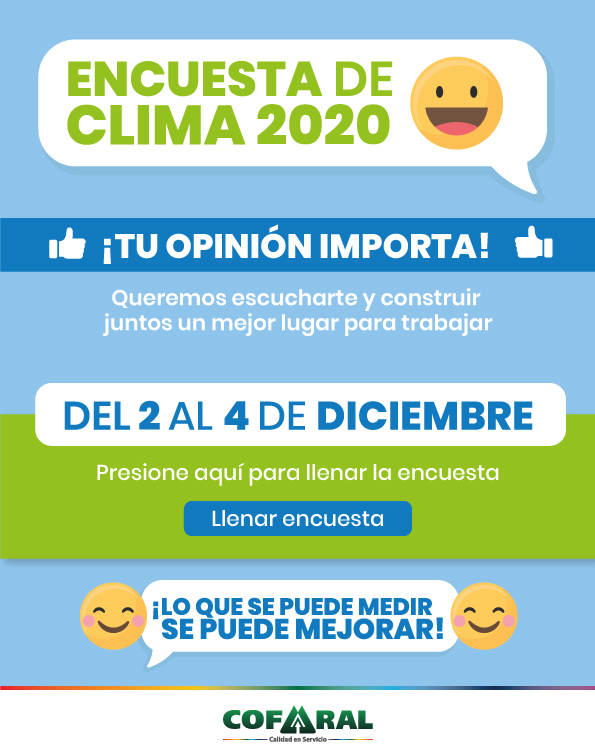 ENCUESTA DE
CLIMA 2020
¡TU OPINIÓN IMPORTA!
Queremos escucharte y construir
juntos un mejor lugar para trabajar
DEL 2 AL 4 DE DICIEMBRE
Presione aquí para llenar la encuesta
Llenar encuesta
¡LO QUE SE PUEDE MEDIR
SE PUEDE MEJORAR!
COFARAL
Calidad en Servicio